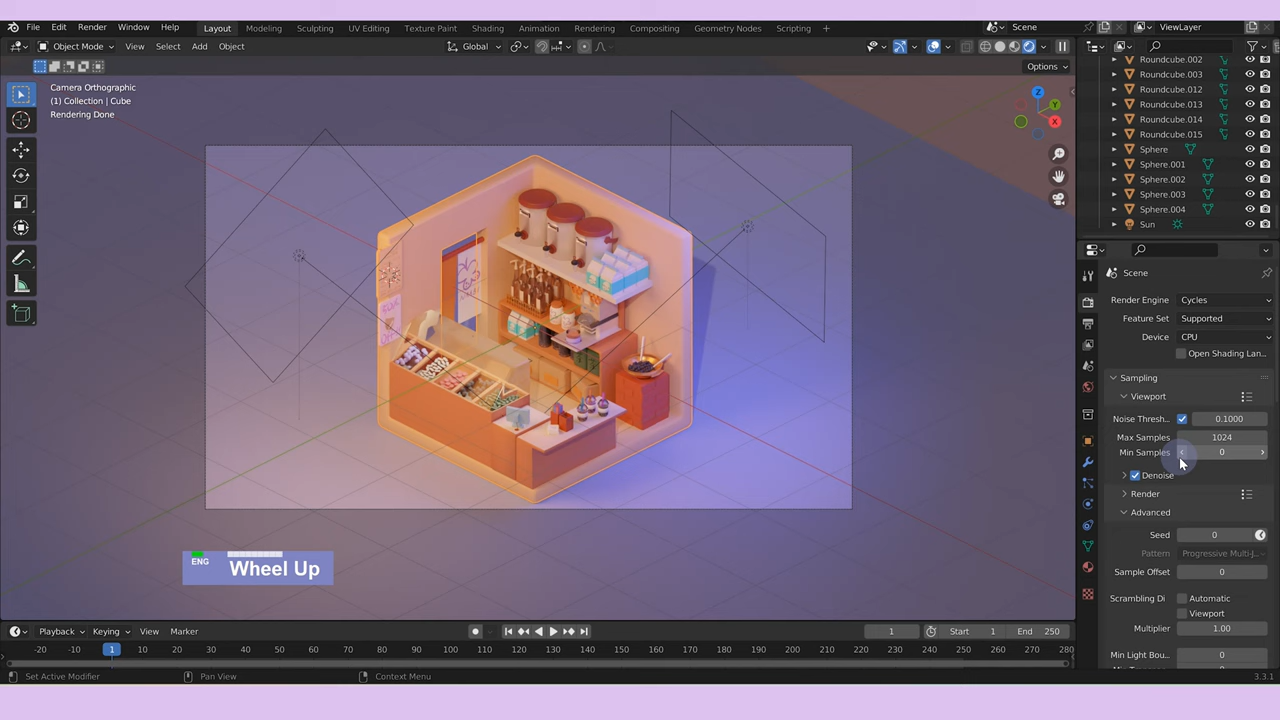 File Edit Render Window Help Layout Modeling Sculpting UV Editing Texture Paint Shading Animation Rendering Compositing Geometry Nodes Scripting + Scene ViewLayer
Object Mode View Select Add Object Global
Options
Camera Orthographic
(1) Collection | Cube
Rendering Done
Z
Y
X
Roundcube.002
Roundcube.003
Roundcube.012
Roundcube.013
Roundcube.014
Roundcube.015
Sphere
Sphere.001
Sphere.002
Sphere.003
Sphere.004
Sun
Scene
Render Engine Cycles
Feature Set Supported
Device CPU
Open Shading Lan...
Sampling
Viewport
Noise Thresh... 0.1000
Max Samples 1024
Min Samples 0
Denoise
Render
Advanced
Seed 0
Pattern Progressive Multi-J...
Sample Offset 0
Scrambling Di Automatic
Viewport
Multiplier 1.00
Min Light Bou... 0
ENG Wheel Up
Playback Keying View Marker 1 Start 1 End 250
-20 -10 1 10 20 30 40 50 60 70 80 90 100 110 120 130 140 150 160 170 180 190 200 210 220 230 240 250 260 270 280
Set Active Modifier Pan View Context Menu 3.3.1